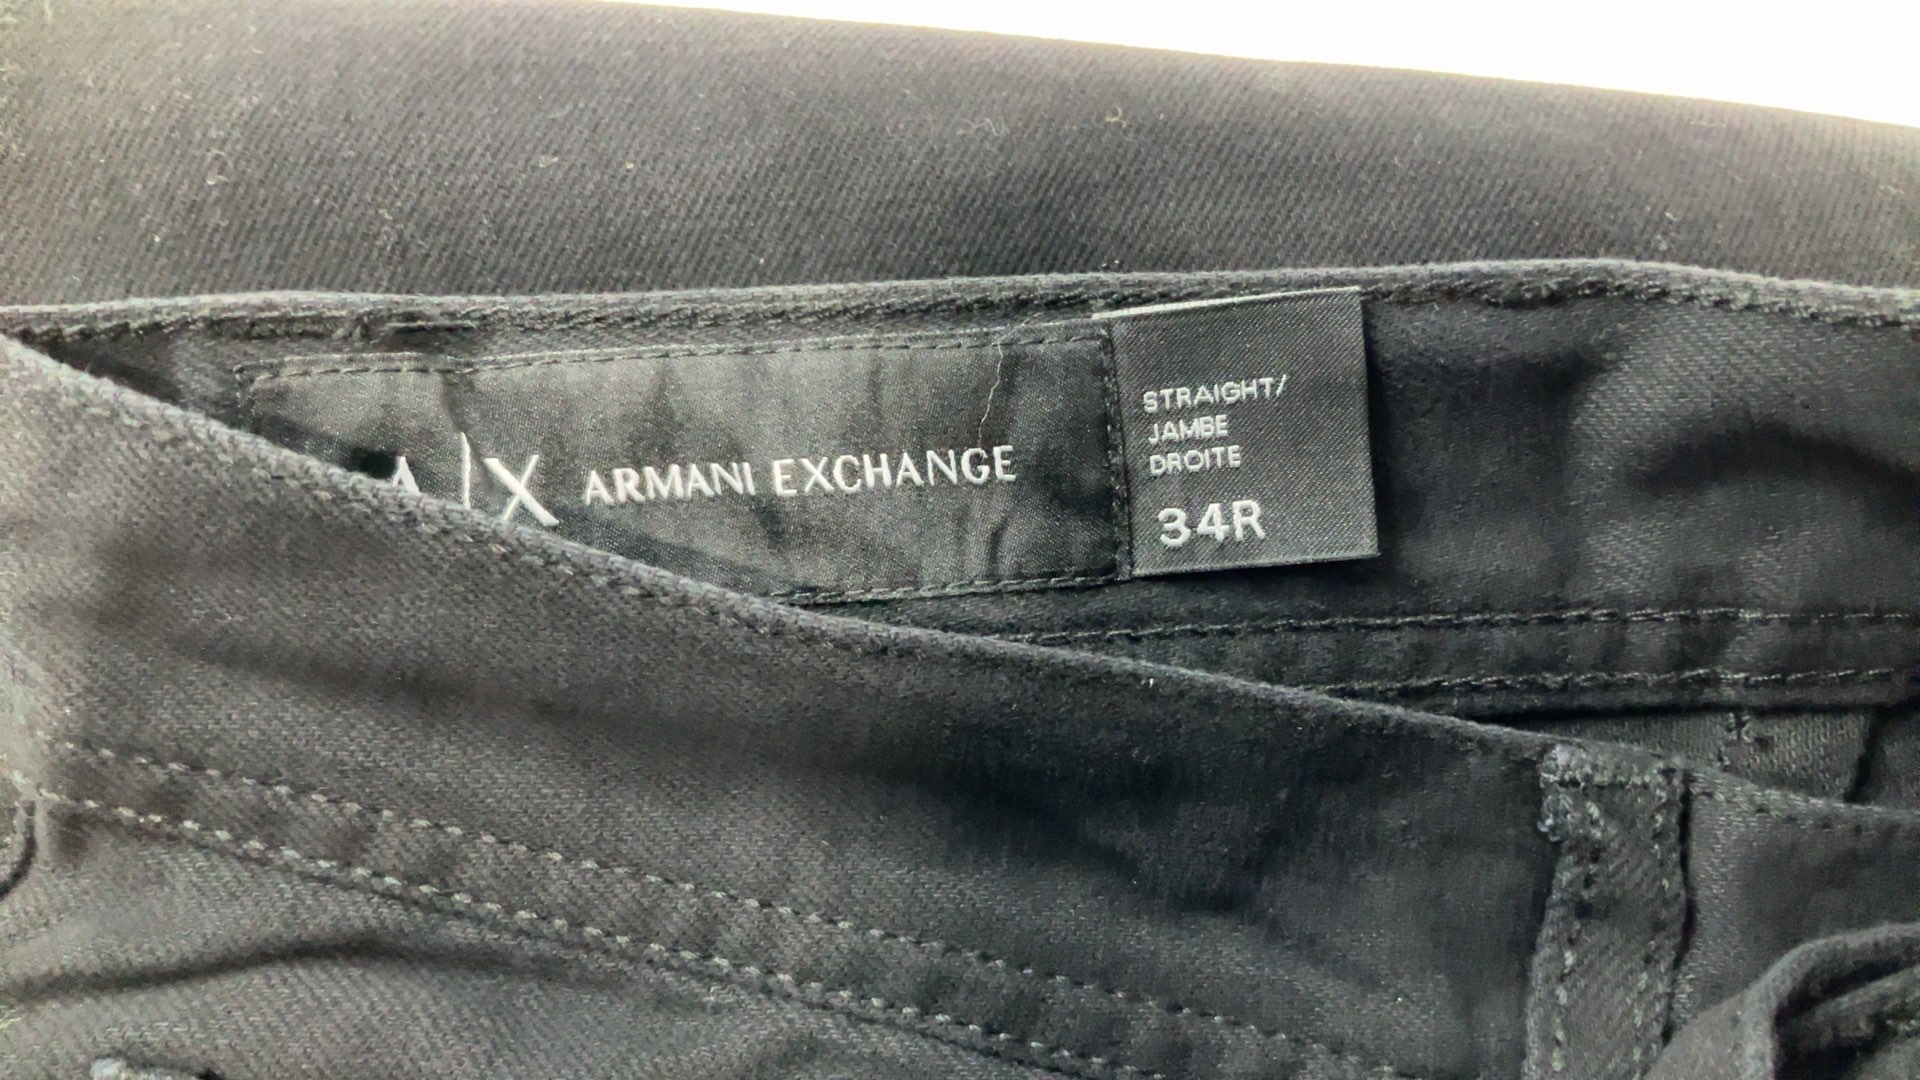 A|X ARMANI EXCHANGE
STRAIGHT/
JAMBE
DROITE
34R